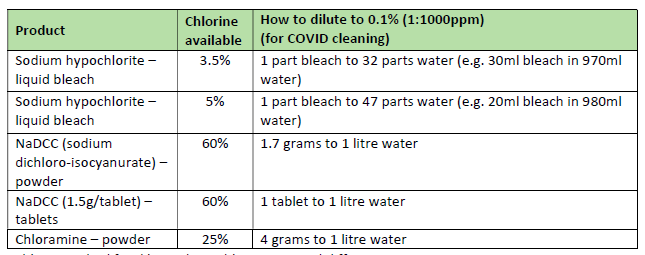 Product
Chlorine
available
How to dilute to 0.1% (1:1000ppm)
(for COVID cleaning)
Sodium hypochlorite –
liquid bleach
3.5%
1 part bleach to 32 parts water (e.g. 30ml bleach in 970ml
water)
Sodium hypochlorite –
liquid bleach
5%
1 part bleach to 47 parts water (e.g. 20ml bleach in 980ml
water)
NaDCC (sodium
dichloro-isocyanurate) –
powder
60%
1.7 grams to 1 litre water
NaDCC (1.5g/tablet) –
tablets
60%
1 tablet to 1 litre water
Chloramine – powder
25%
4 grams to 1 litre water